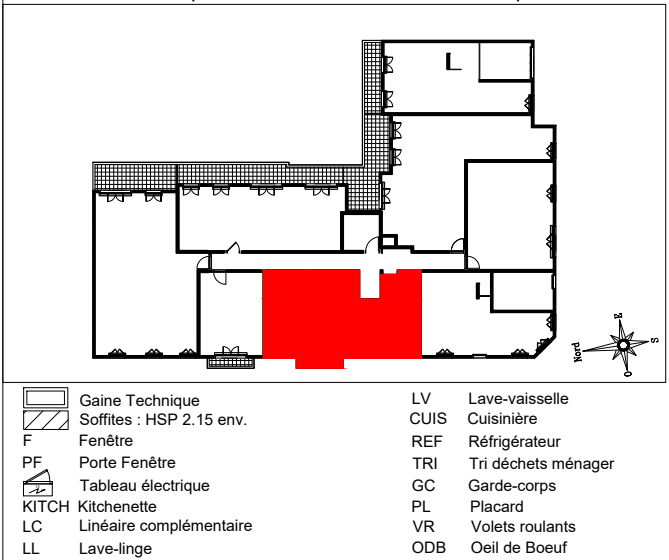 E
S
Nord
O
Gaine Technique
Soffites : HSP 2.15 env.
F Fenêtre
PF Porte Fenêtre
Tableau électrique
KITCH Kitchenette
LC Linéaire complémentaire
LL Lave-linge
LV Lave-vaisselle
CUIS Cuisinière
REF Réfrigérateur
TRI Tri déchets ménager
GC Garde-corps
PL Placard
VR Volets roulants
ODB Oeil de Boeuf